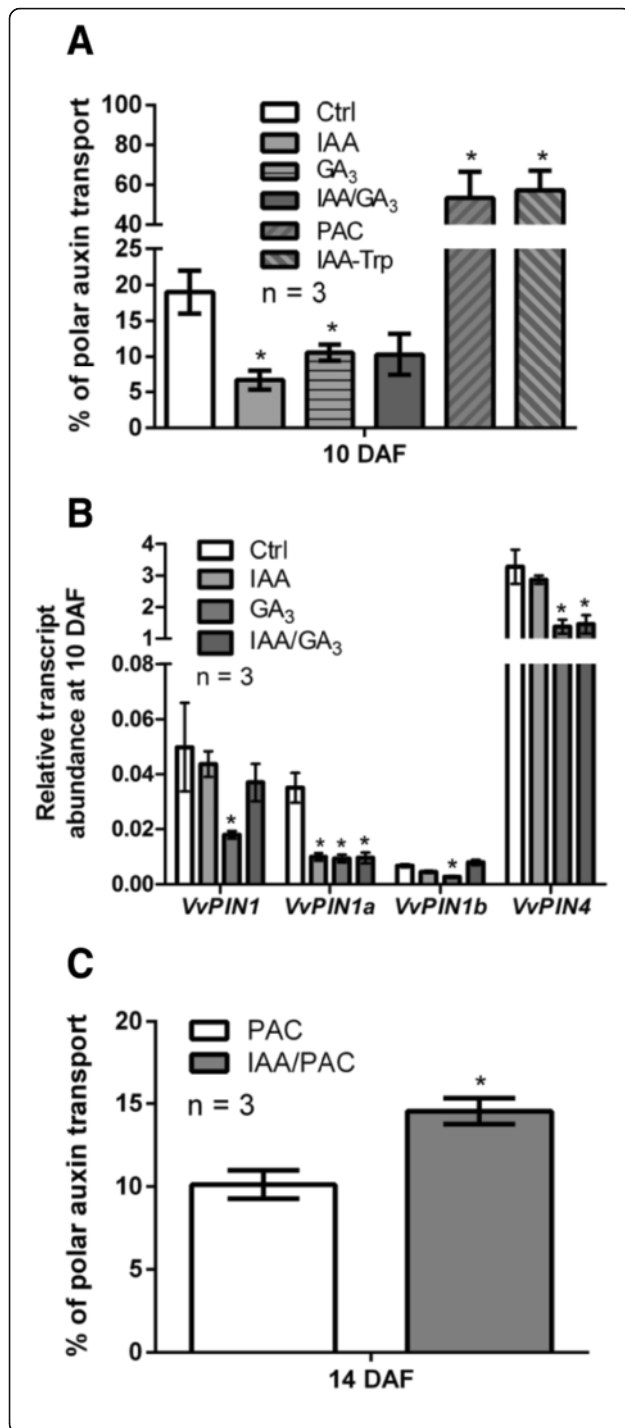 A
% of polar auxin transport
100
80
60
40
25
20
15
10
5
0
Ctrl
IAA
GA₃
IAA/GA₃
PAC
IAA-Trp
n = 3
*
*
*
*
10 DAF
B
Relative transcript
abundance at 10 DAF
4
3
2
1
0.08
0.06
0.04
0.02
0.00
Ctrl
IAA
GA₃
IAA/GA₃
n = 3
*
* * *
*
* *
VvPIN1 VvPIN1a VvPIN1b VvPIN4
C
% of polar auxin transport
20
15
10
5
0
PAC
IAA/PAC
n = 3
*
14 DAF